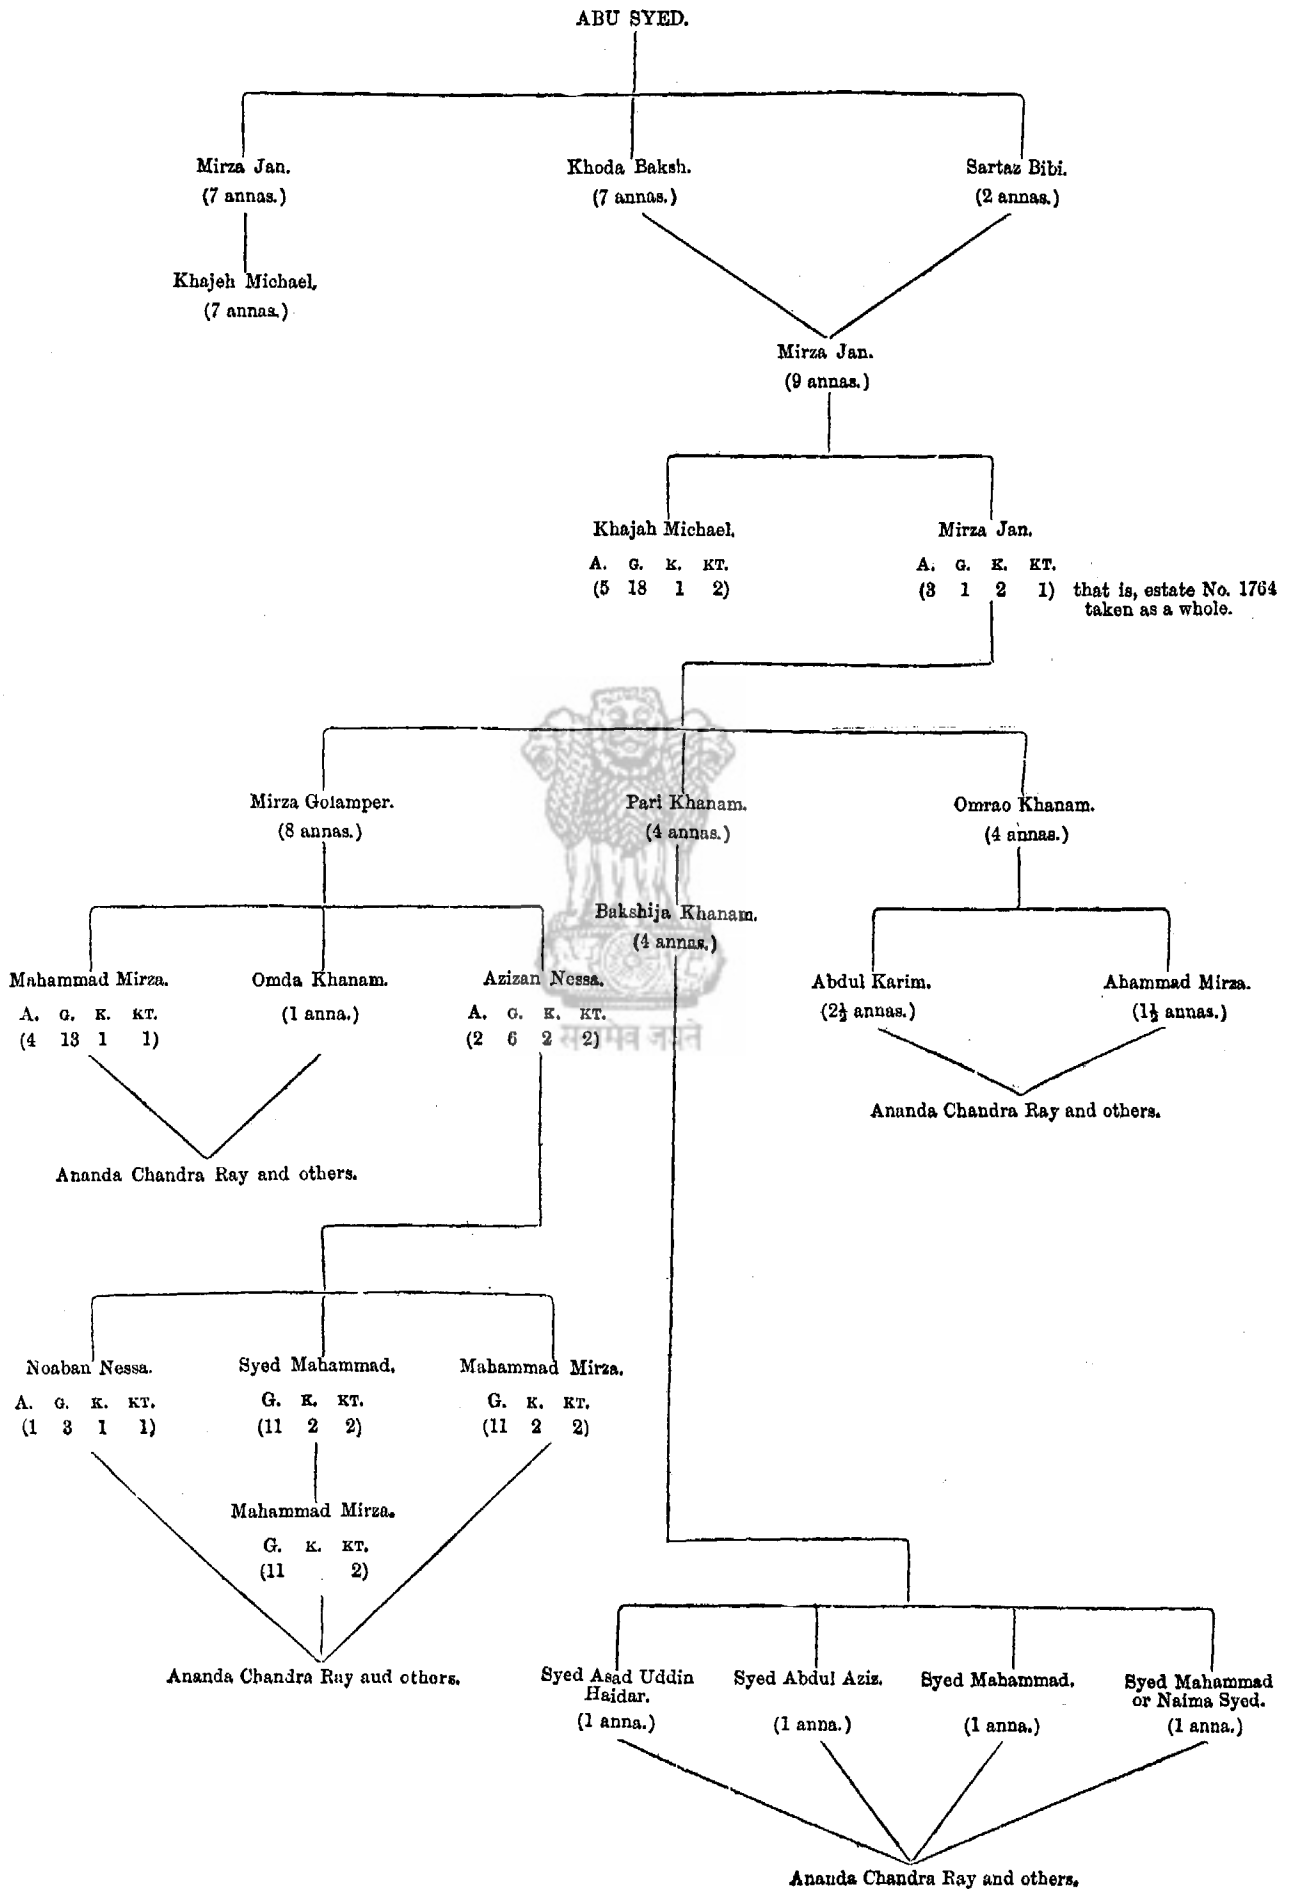 ABU SYED.
Mirza Jan. Khoda Baksh. Sartaz Bibi.
(7 annas.) (7 annas.) (2 annas.)
Khajeh Michael.
(7 annas.)
Mirza Jan.
(9 annas.)
Khajah Michael. Mirza Jan.
A. G. K. KT. A. G. K. KT.
(5 18 1 2) (3 1 2 1) that is, estate No. 1764
taken as a whole.
Mirza Golamper. Pari Khanam. Omrao Khanam.
(8 annas.) (4 annas.) (4 annas.)
Bakshija Khanam.
(4 annas.)
Mahammad Mirza. Omda Khanam. Azizan Nessa. Abdul Karim. Ahammad Mirza.
A. G. K. KT. (1 anna.) A. G. K. KT. (2½ annas.) (1½ annas.)
(4 13 1 1) (2 6 2 2)
सत्यमेव जयते
Ananda Chandra Ray and others.
Ananda Chandra Ray and others.
Noaban Nessa. Syed Mahammad. Mahammad Mirza.
A. G. K. KT. G. K. KT. G. K. KT.
(1 3 1 1) (11 2 2) (11 2 2)
Mahammad Mirza.
G. K. KT.
(11 2)
Ananda Chandra Ray aud others.
Syed Asad Uddin Syed Abdul Aziz. Syed Mahammad. Syed Mahammad
Haidar. or Naima Syed.
(1 anna.) (1 anna.) (1 anna.) (1 anna.)
Ananda Chandra Ray and others.